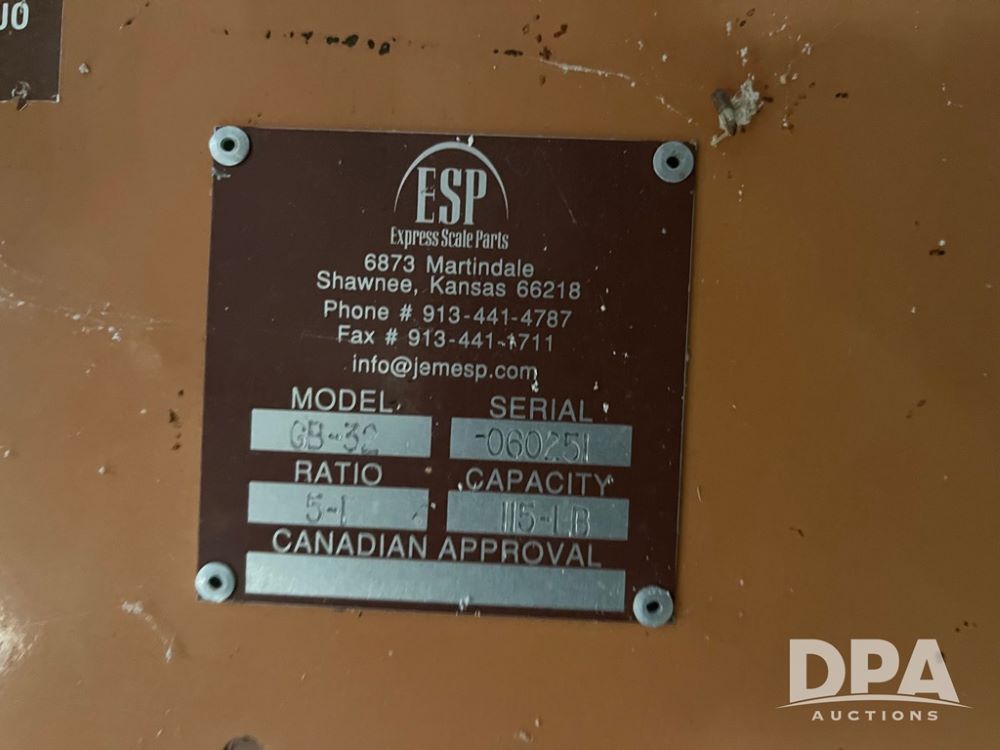 ESP
Express Scale Parts
6873 Martindale
Shawnee, Kansas 66218
Phone # 913-441-4787
Fax # 913-441-1711
info@jemesp.com
MODEL SERIAL
GB-32 -060251
RATIO CAPACITY
5-1 115-LB
CANADIAN APPROVAL
DPA
AUCTIONS